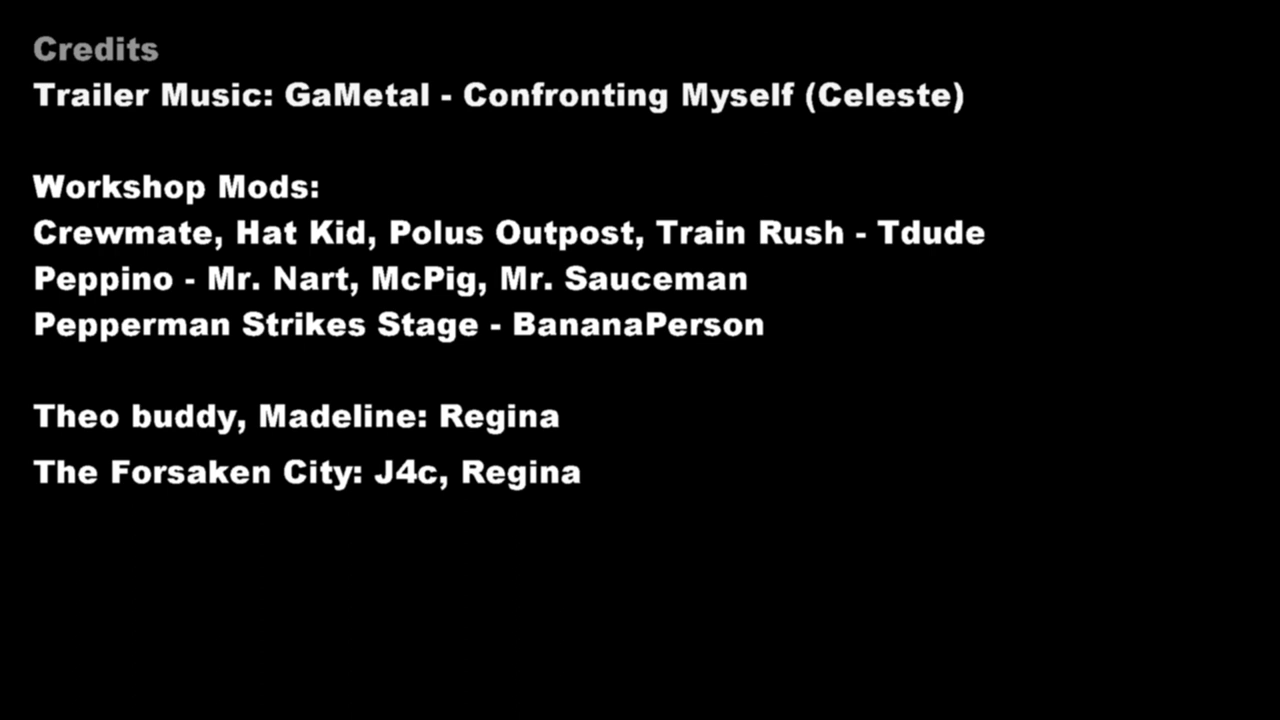 Credits
Trailer Music: GaMetal - Confronting Myself (Celeste)
Workshop Mods:
Crewmate, Hat Kid, Polus Outpost, Train Rush - Tdude
Peppino - Mr. Nart, McPig, Mr. Sauceman
Pepperman Strikes Stage - BananaPerson
Theo buddy, Madeline: Regina
The Forsaken City: J4c, Regina